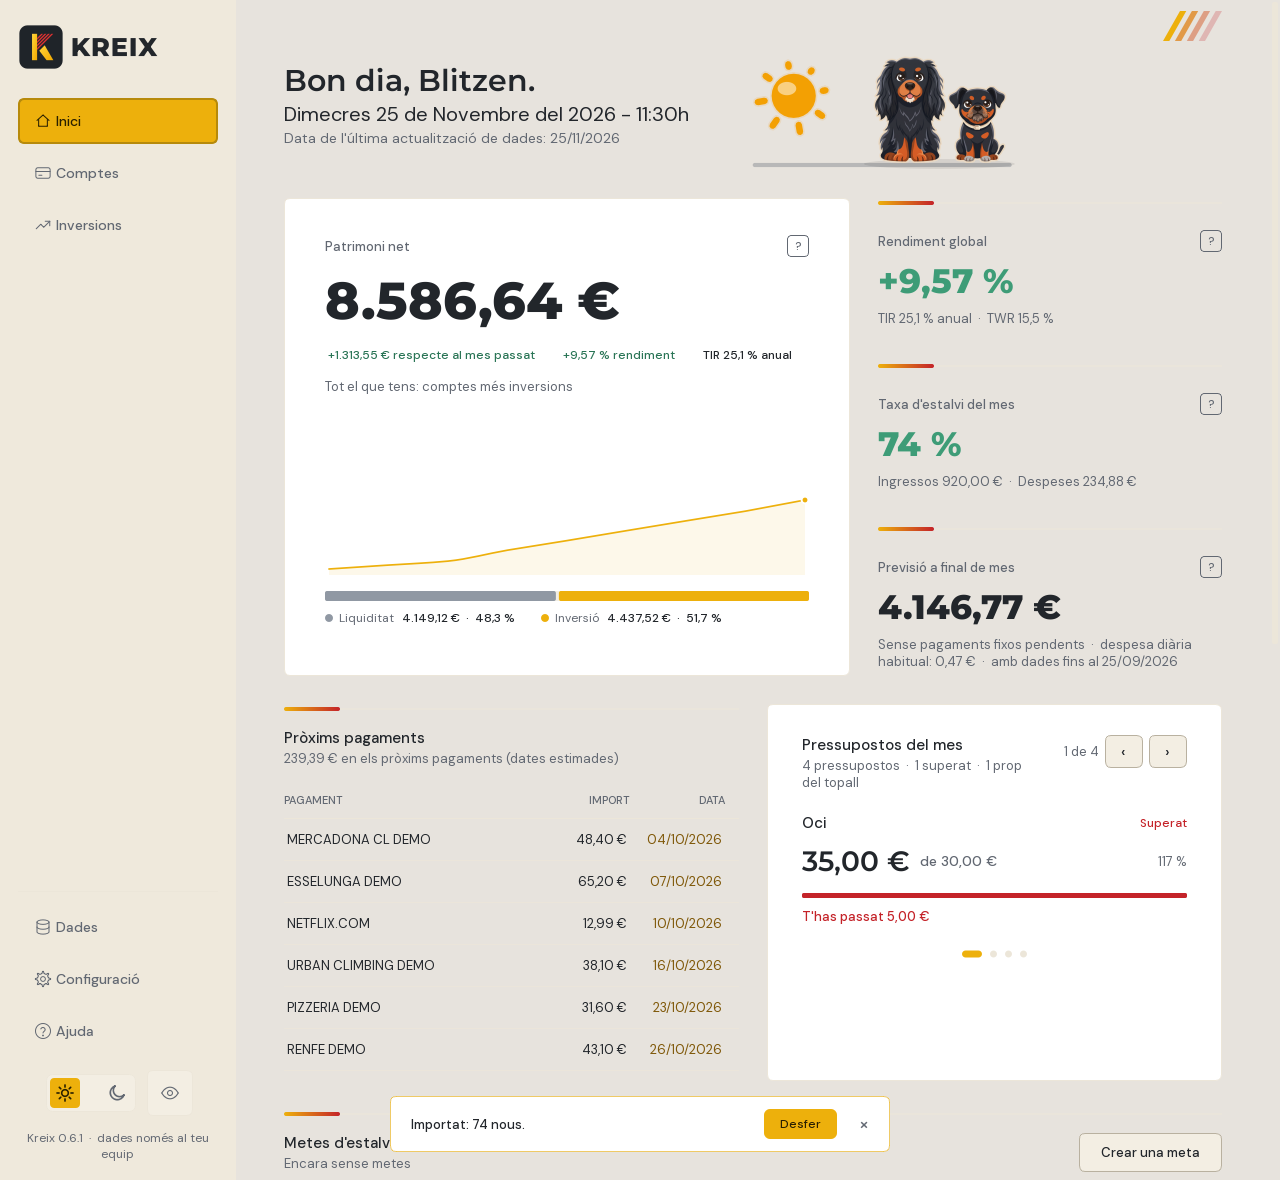 KREIX
Inici
Comptes
Inversions
Dades
Configuració
Ajuda
Kreix 0.6.1 · dades només al teu
equip
Bon dia, Blitzen.
Dimecres 25 de Novembre del 2026 - 11:30h
Data de l'última actualització de dades: 25/11/2026
Patrimoni net
?
8.586,64 €
+1.313,55 € respecte al mes passat
+9,57 % rendiment
TIR 25,1 % anual
Tot el que tens: comptes més inversions
Liquiditat 4.149,12 € · 48,3 %
Inversió 4.437,52 € · 51,7 %
Rendiment global
?
+9,57 %
TIR 25,1 % anual · TWR 15,5 %
Taxa d'estalvi del mes
?
74 %
Ingressos 920,00 € · Despeses 234,88 €
Previsió a final de mes
?
4.146,77 €
Sense pagaments fixos pendents · despesa diària
habitual: 0,47 € · amb dades fins al 25/09/2026
Pròxims pagaments
239,39 € en els pròxims pagaments (dates estimades)
PAGAMENT IMPORT DATA
MERCADONA CL DEMO 48,40 € 04/10/2026
ESSELUNGA DEMO 65,20 € 07/10/2026
NETFLIX.COM 12,99 € 10/10/2026
URBAN CLIMBING DEMO 38,10 € 16/10/2026
PIZZERIA DEMO 31,60 € 23/10/2026
RENFE DEMO 43,10 € 26/10/2026
Pressupostos del mes
1 de 4 ‹ ›
4 pressupostos · 1 superat · 1 prop
del topall
Oci Superat
35,00 € de 30,00 € 117 %
T'has passat 5,00 €
Importat: 74 nous. Desfer ×
Metes d'estalv
Encara sense metes
Crear una meta